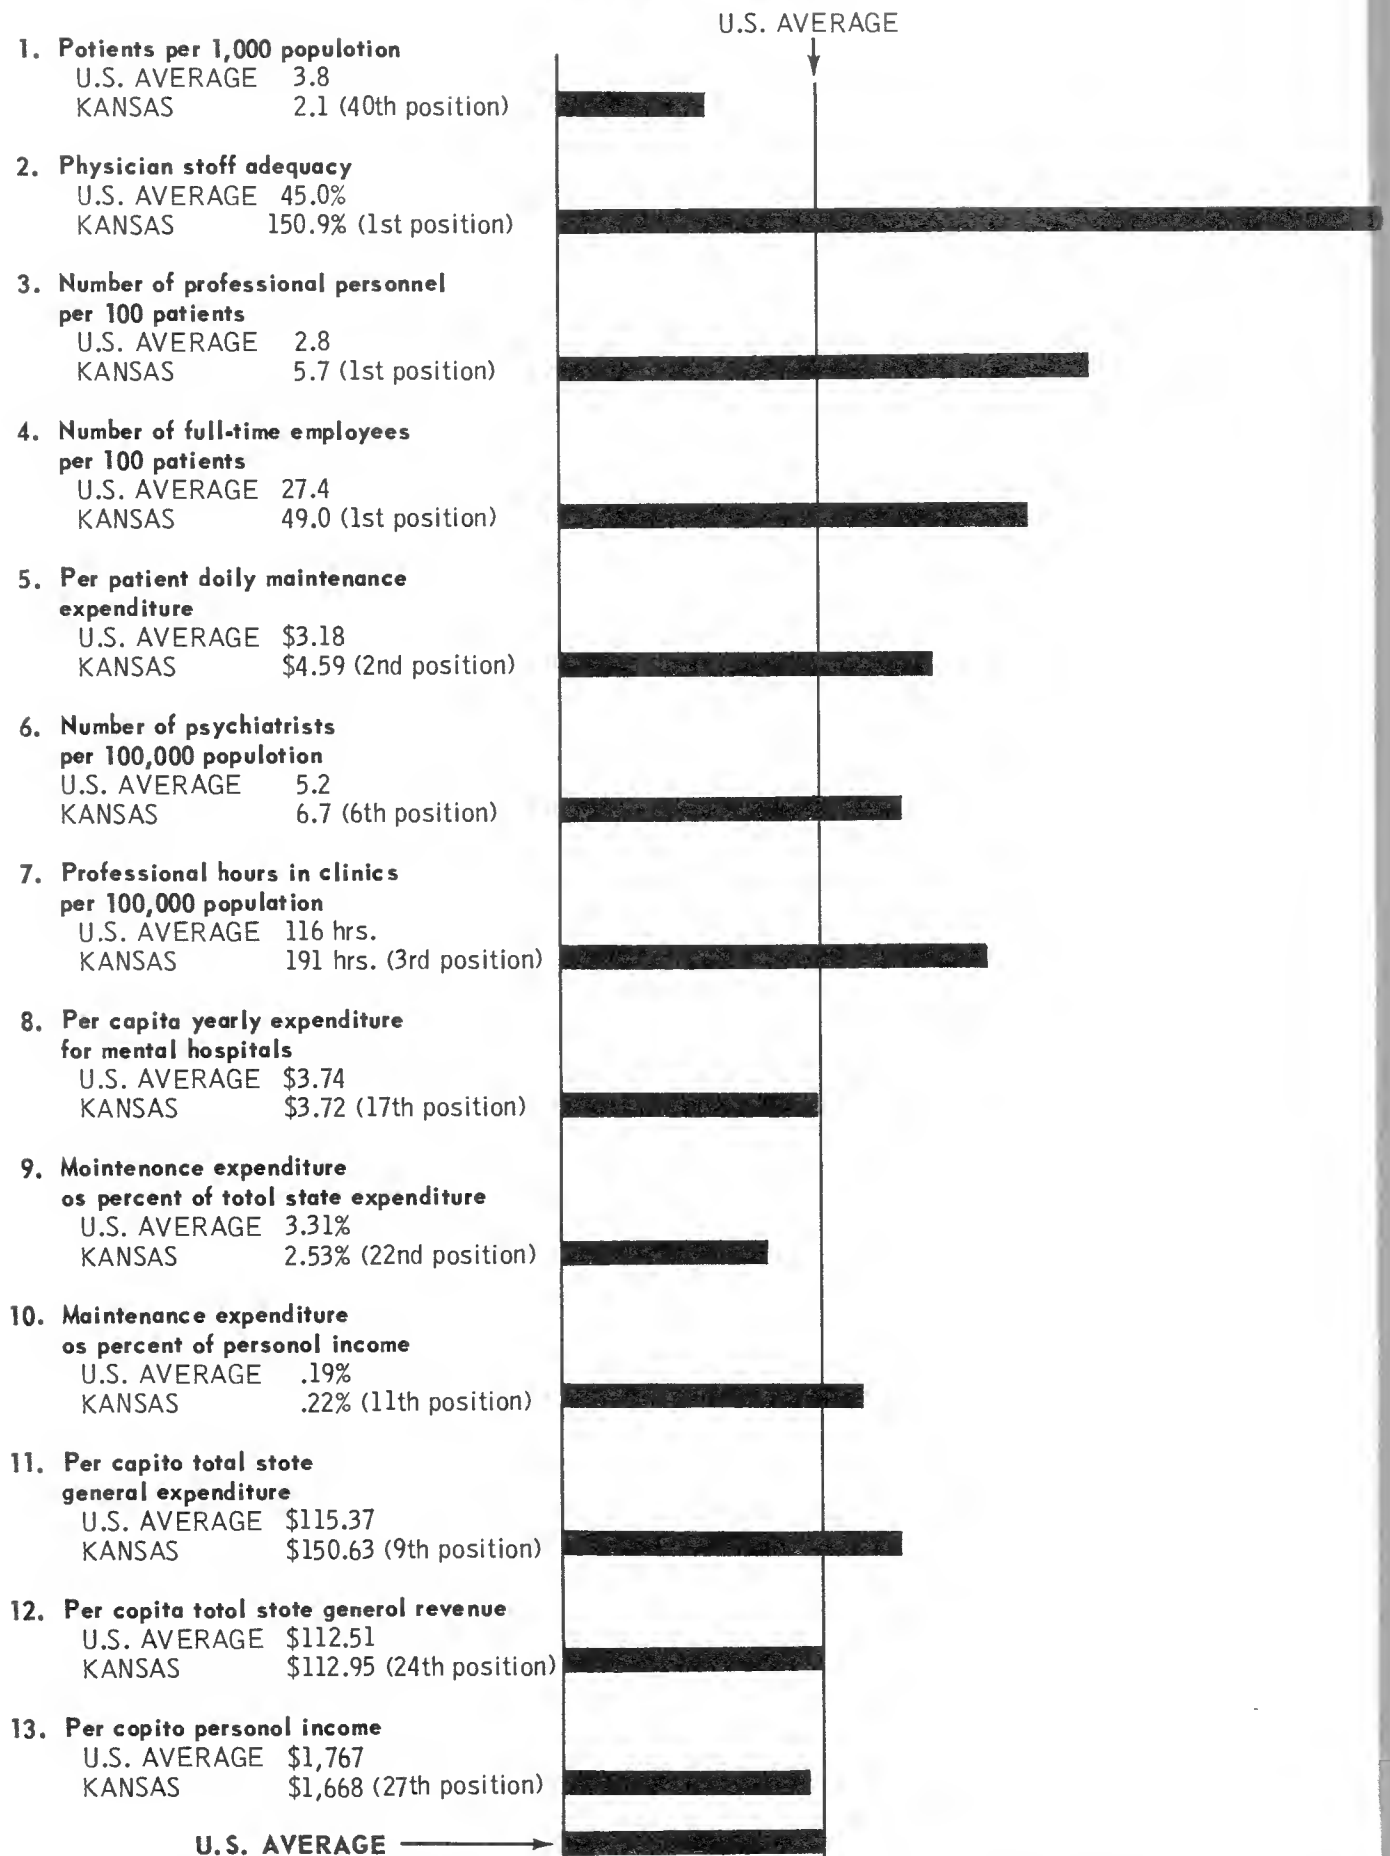 U.S. AVERAGE
1. Potients per 1,000 populotion
U.S. AVERAGE 3.8
KANSAS 2.1 (40th position)
2. Physician stoff adequacy
U.S. AVERAGE 45.0%
KANSAS 150.9% (1st position)
3. Number of professional personnel
per 100 patients
U.S. AVERAGE 2.8
KANSAS 5.7 (1st position)
4. Number of full-time employees
per 100 patients
U.S. AVERAGE 27.4
KANSAS 49.0 (1st position)
5. Per patient doily maintenance
expenditure
U.S. AVERAGE $3.18
KANSAS $4.59 (2nd position)
6. Number of psychiatrists
per 100,000 populotion
U.S. AVERAGE 5.2
KANSAS 6.7 (6th position)
7. Professional hours in clinics
per 100,000 population
U.S. AVERAGE 116 hrs.
KANSAS 191 hrs. (3rd position)
8. Per capita yearly expenditure
for mental hospitals
U.S. AVERAGE $3.74
KANSAS $3.72 (17th position)
9. Mointenonce expenditure
os percent of totol state expenditure
U.S. AVERAGE 3.31%
KANSAS 2.53% (22nd position)
10. Maintenance expenditure
os percent of personol income
U.S. AVERAGE .19%
KANSAS .22% (11th position)
11. Per capito total stote
general expenditure
U.S. AVERAGE $115.37
KANSAS $150.63 (9th position)
12. Per copita totol stote generol revenue
U.S. AVERAGE $112.51
KANSAS $112.95 (24th position)
13. Per copito personol income
U.S. AVERAGE $1,767
KANSAS $1,668 (27th position)
U.S. AVERAGE